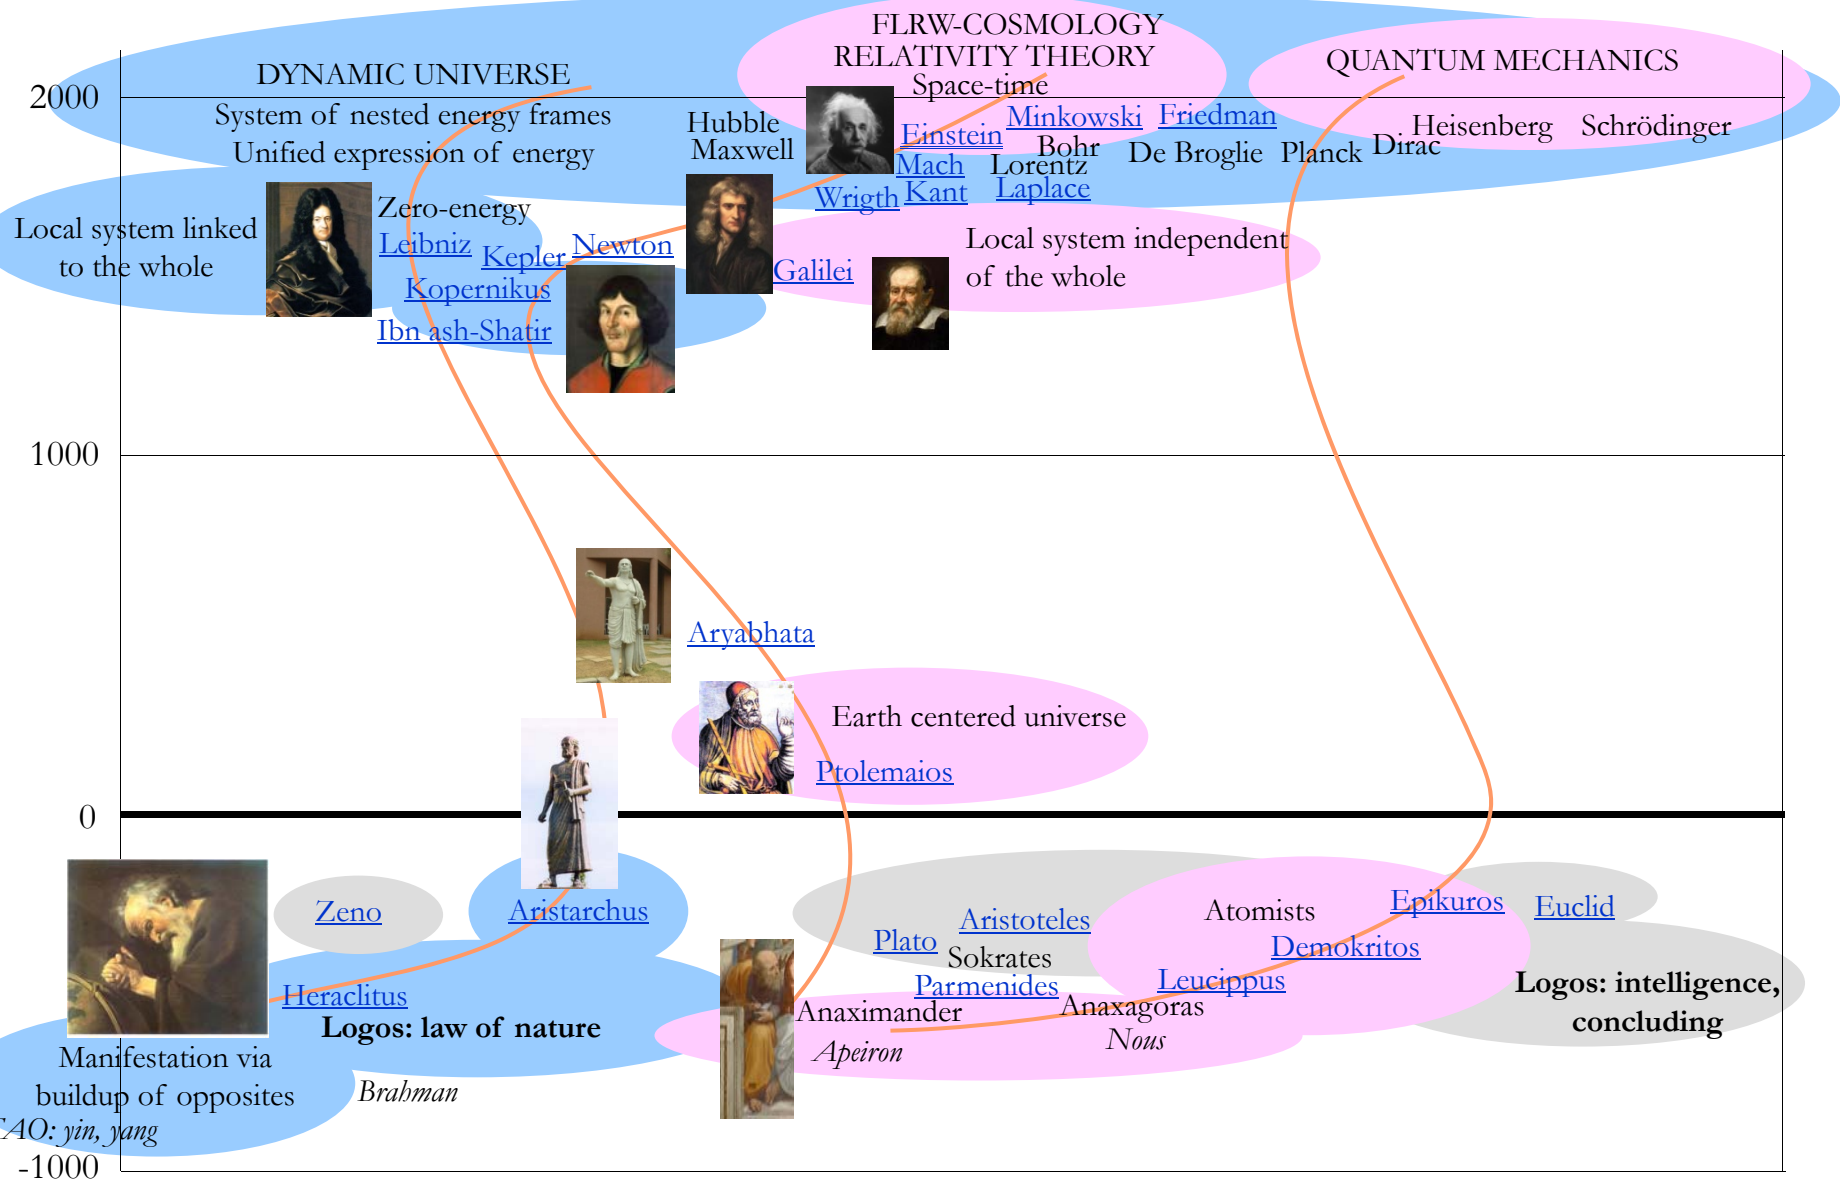 FLRW-COSMOLOGY
RELATIVITY THEORY
Space-time
DYNAMIC UNIVERSE
QUANTUM MECHANICS
2000
System of nested energy frames
Unified expression of energy
Hubble
Maxwell
Einstein
Minkowski
Friedman
Mach
Lorentz
Bohr
De Broglie
Planck
Dirac
Heisenberg
Schrödinger
Wrigth
Kant
Laplace
Local system linked
to the whole
Zero-energy
Leibniz
Kepler
Newton
Kopernikus
Ibn ash-Shatir
Galilei
Local system independent
of the whole
1000
Aryabhata
Earth centered universe
Ptolemaios
0
Zeno
Aristarchus
Aristoteles
Plato
Sokrates
Parmenides
Atomists
Epikuros
Euclid
Demokritos
Leucippus
Heraclitus
Logos: law of nature
Anaximander
Apeiron
Anaxagoras
Nous
Logos: intelligence,
concluding
Manifestation via
buildup of opposites
Brahman
TAO: yin, yang
-1000